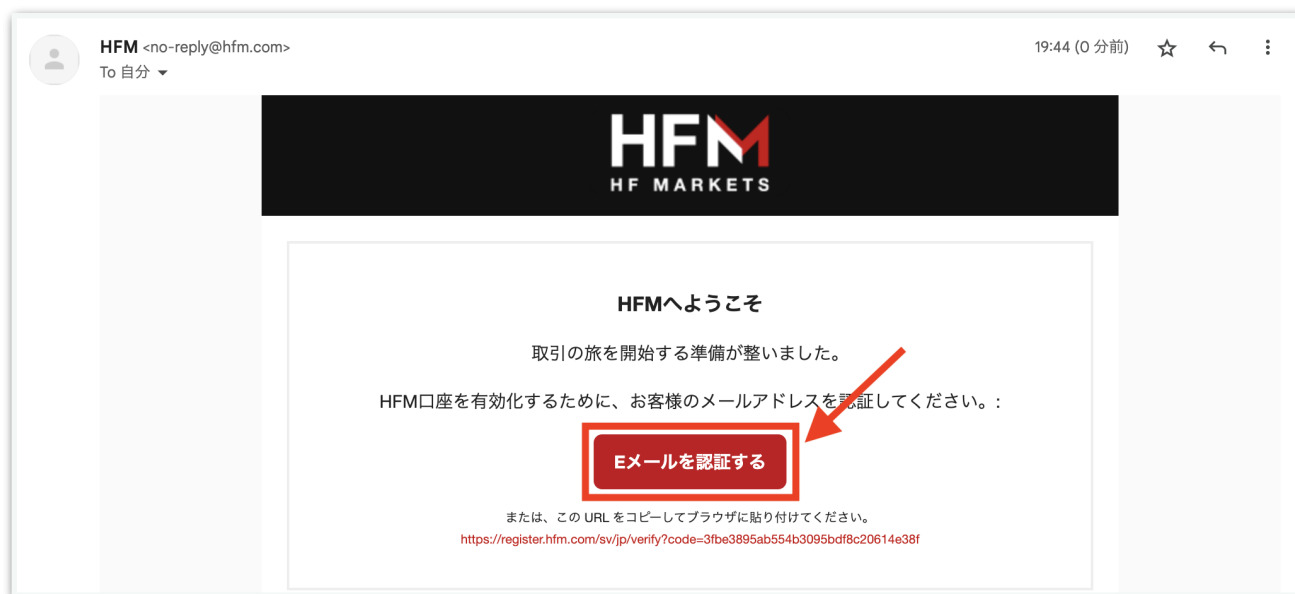 HFM <no-reply@hfm.com>
19:44 (0 分前)
To 自分
HFM
HF MARKETS
HFMへようこそ
取引の旅を開始する準備が整いました。
HFM口座を有効化するために、お客様のメールアドレスを認証してください。:
Eメールを認証する
または、この URL をコピーしてブラウザに貼り付けてください。
https://register.hfm.com/sv/jp/verify?code=3fbe3895ab554b3095bdf8c20614e38f